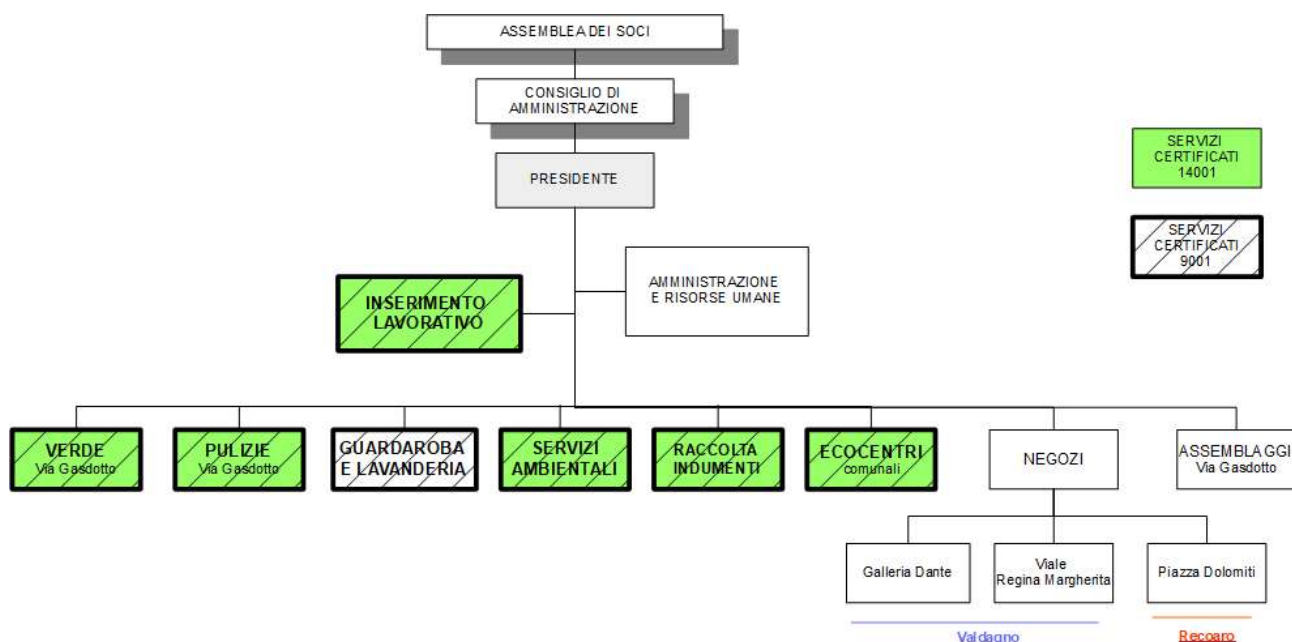 ASSEMBLEA DEI SOCI
CONSIGLIO DI
AMMINISTRAZIONE
PRESIDENTE
SERVIZI
CERTIFICATI
14001
SERVIZI
CERTIFICATI
9001
AMMINISTRAZIONE
E RISORSE UMANE
INSERIMENTO
LAVORATIVO
VERDE
Via Gasdotto
PULIZIE
Via Gasdotto
GUARDAROBA
E LAVANDERIA
SERVIZI
AMBIENTALI
RACCOLTA
INDUMENTI
ECOCENTRI
comunali
NEGOZI
ASSEMBLAGGI
Via Gasdotto
Galleria Dante
Viale
Regina Margherita
Piazza Dolomiti
Valdagno
Recoaro